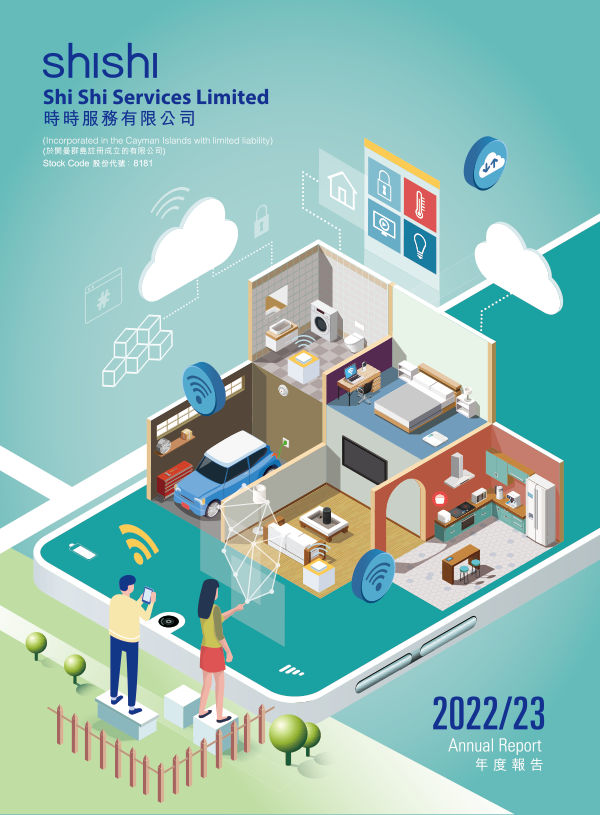 shishi
Shi Shi Services Limited
時時服務有限公司
(Incorporated in the Cayman Islands with limited liability)
(於開曼群島註冊成立的有限公司)
Stock Code 股份代號：8181
#
2022/23
Annual Report
年度報告